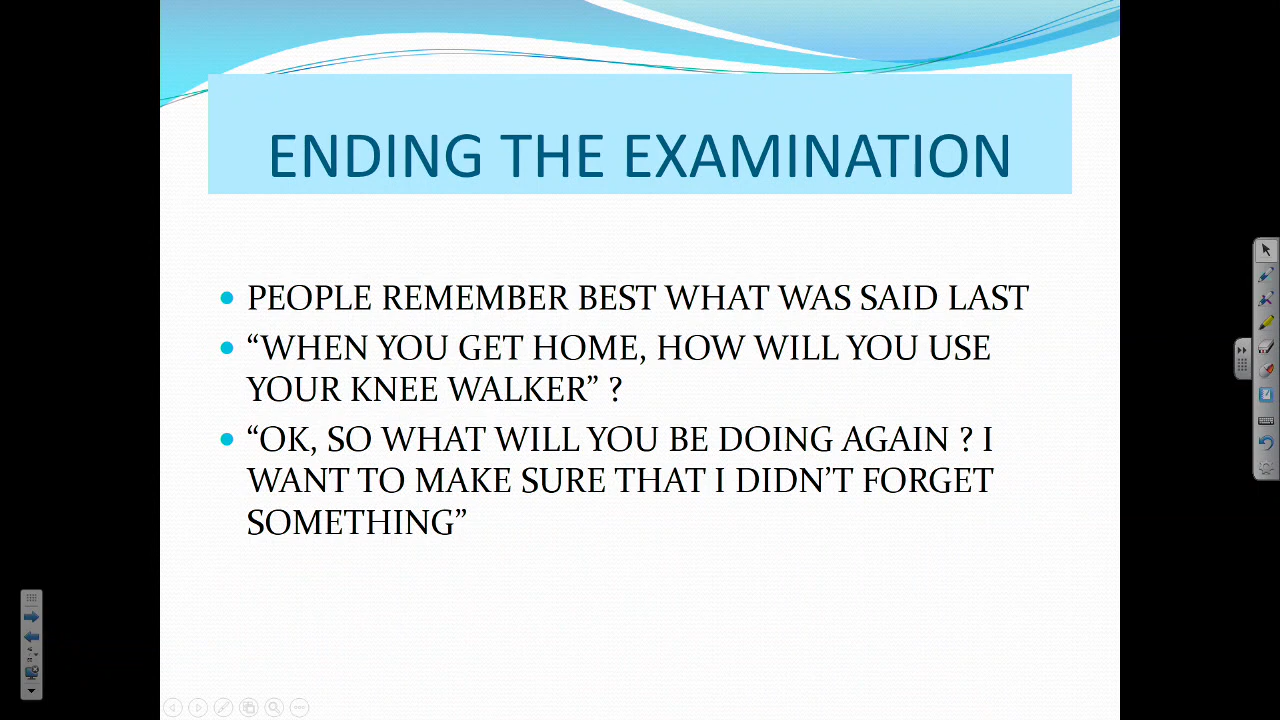 ENDING THE EXAMINATION
• PEOPLE REMEMBER BEST WHAT WAS SAID LAST
• “WHEN YOU GET HOME, HOW WILL YOU USE
YOUR KNEE WALKER” ?
• “OK, SO WHAT WILL YOU BE DOING AGAIN ? I
WANT TO MAKE SURE THAT I DIDN’T FORGET
SOMETHING”